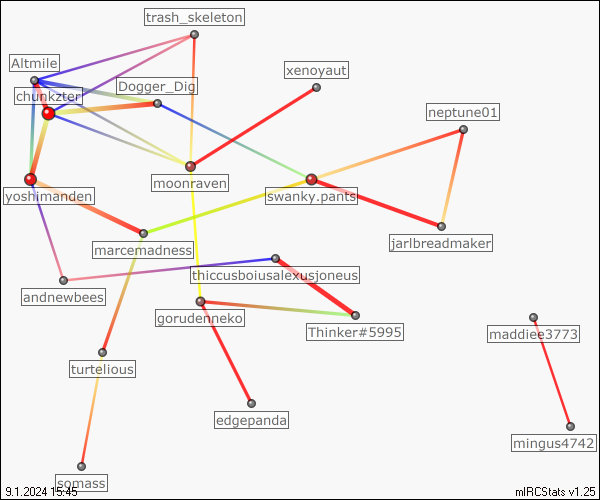 trash_skeleton
Altmile
xenoyaut
Dogger_Dig
chunkzter
neptune01
moonraven
yoshimanden
swanky.pants
marcemadness
jarlbreadmaker
thiccusboiusalexusjoneus
andnewbees
gorudenneko
Thinker#5995
maddiee3773
turtelious
edgepanda
mingus4742
somass
9.1.2024 15:45
mIRCStats v1.25